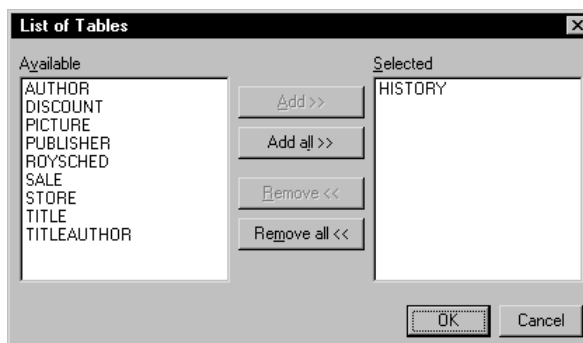 List of Tables
Available
AUTHOR
DISCOUNT
PICTURE
PUBLISHER
ROYSCHED
SALE
STORE
TITLE
TITLEAUTHOR
Add >>
Add all >>
Remove <<
Remove all <<
Selected
HISTORY
OK
Cancel